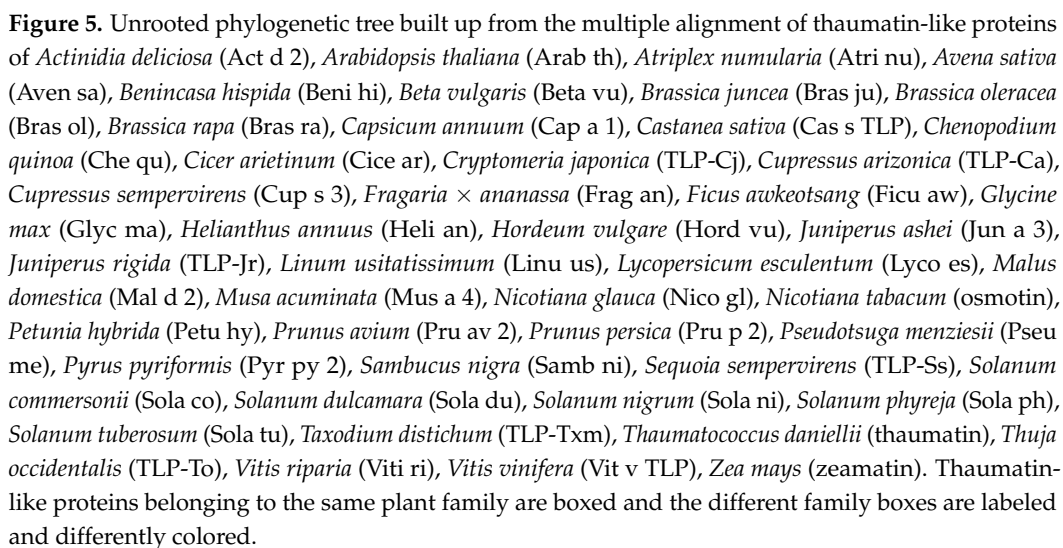 Figure 5. Unrooted phylogenetic tree built up from the multiple alignment of thaumatin-like proteins
of Actinidia deliciosa (Act d 2), Arabidopsis thaliana (Arab th), Atriplex numularia (Atri nu), Avena sativa
(Aven sa), Benincasa hispida (Beni hi), Beta vulgaris (Beta vu), Brassica juncea (Bras ju), Brassica oleracea
(Bras ol), Brassica rapa (Bras ra), Capsicum annuum (Cap a 1), Castanea sativa (Cas s TLP), Chenopodium
quinoa (Che qu), Cicer arietinum (Cice ar), Cryptomeria japonica (TLP-Cj), Cupressus arizonica (TLP-Ca),
Cupressus sempervirens (Cup s 3), Fragaria × ananassa (Frag an), Ficus awkeotsang (Ficu aw), Glycine
max (Glyc ma), Helianthus annuus (Heli an), Hordeum vulgare (Hord vu), Juniperus ashei (Jun a 3),
Juniperus rigida (TLP-Jr), Linum usitatissimum (Linu us), Lycopersicum esculentum (Lyco es), Malus
domestica (Mal d 2), Musa acuminata (Mus a 4), Nicotiana glauca (Nico gl), Nicotiana tabacum (osmotin),
Petunia hybrida (Petu hy), Prunus avium (Pru av 2), Prunus persica (Pru p 2), Pseudotsuga menziesii (Pseu
me), Pyrus pyriformis (Pyr py 2), Sambucus nigra (Samb ni), Sequoia sempervirens (TLP-Ss), Solanum
commersonii (Sola co), Solanum dulcamara (Sola du), Solanum nigrum (Sola ni), Solanum phyreja (Sola ph),
Solanum tuberosum (Sola tu), Taxodium distichum (TLP-Txm), Thaumatococcus daniellii (thaumatin), Thuja
occidentalis (TLP-To), Vitis riparia (Viti ri), Vitis vinifera (Vit v TLP), Zea mays (zeamatin). Thaumatin-
like proteins belonging to the same plant family are boxed and the different family boxes are labeled
and differently colored.